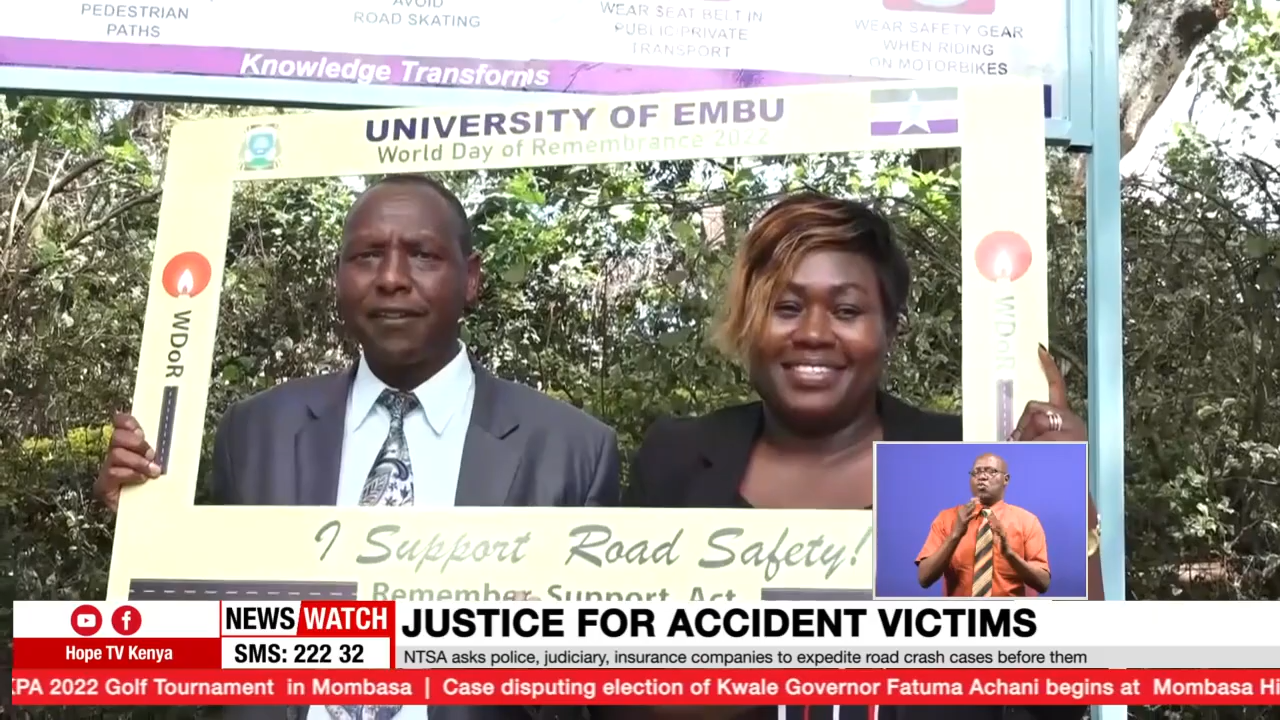 PEDESTRIAN
PATHS
AVOID
ROAD SKATING
WEAR SEAT BELT IN
PUBLIC/PRIVATE
TRANSPORT
WEAR SAFETY GEAR
WHEN RIDING
ON MOTORBIKES
Knowledge Transforms
UNIVERSITY OF EMBU
World Day of Remembrance 2022
WDoR
WDoR
I Support Road Safety!
Remember Support Act
Hope TV Kenya
NEWS WATCH
SMS: 222 32
JUSTICE FOR ACCIDENT VICTIMS
NTSA asks police, judiciary, insurance companies to expedite road crash cases before them
KPA 2022 Golf Tournament in Mombasa | Case disputing election of Kwale Governor Fatuma Achani begins at Mombasa Hi